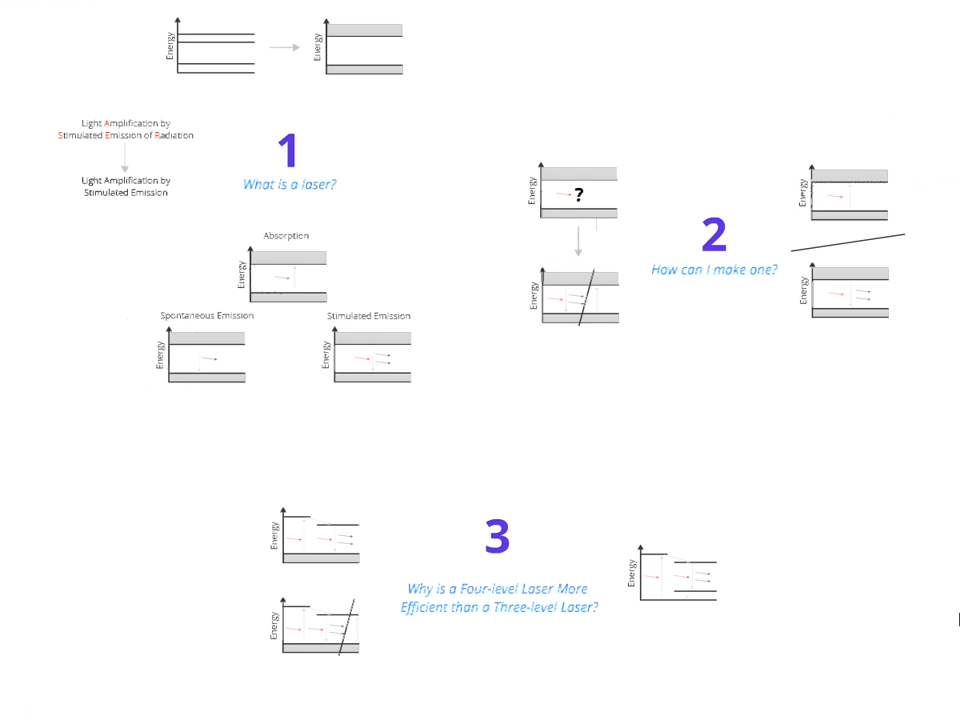 Energy
Energy
Light Amplification by
Stimulated Emission of Radiation
Light Amplification by
Stimulated Emission
1
What is a laser?
Absorption
Energy
Spontaneous Emission
Stimulated Emission
Energy
Energy
Energy
?
Energy
2
How can I make one?
Energy
Energy
Energy
Energy
3
Why is a Four-level Laser More
Efficient than a Three-level Laser?
Energy